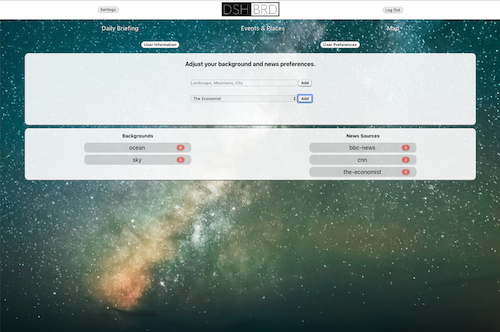 Settings
DSH BRD
Log Out
Daily Briefing
Events & Places
Map
User Information
User Preferences
Adjust your background and news preferences.
Landscape, Mountains, City
Add
The Economist
Add
Backgrounds
News Sources
ocean
bbc-news
sky
cnn
the-economist